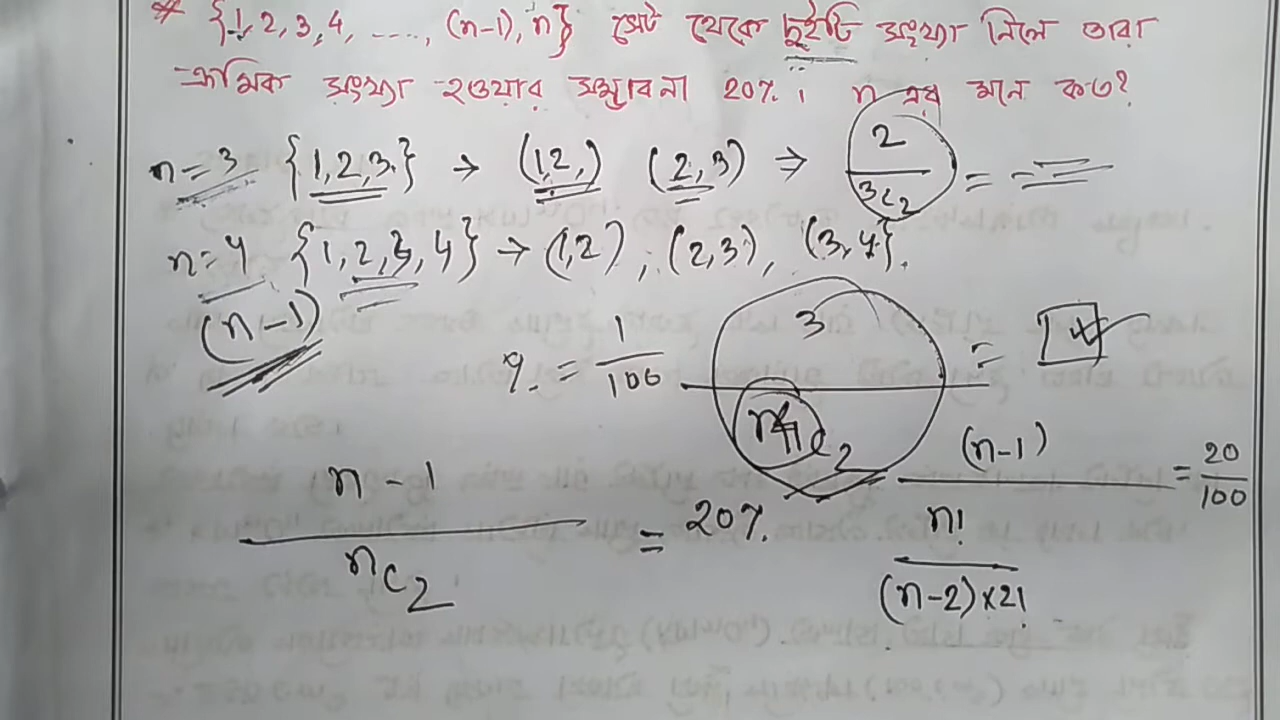 * {1, 2, 3, 4, ....., (n-1), n} সেট থেকে দুইটি সংখ্যা নিলে তারা
ক্রমিক সংখ্যা হওয়ার সম্ভাবনা 20% । n এর মান কত?
n=3 {1,2,3} → (1,2,) (2,3) ⇒ 2/3C2 =
n=4 {1,2,3,4} → (1,2), (2,3), (3,4}.
(n-1)
% = 1/100
3/nC2 =
n-1/nC2 = 20%
(n-1)/(n!/((n-2)×2!)) = 20/100